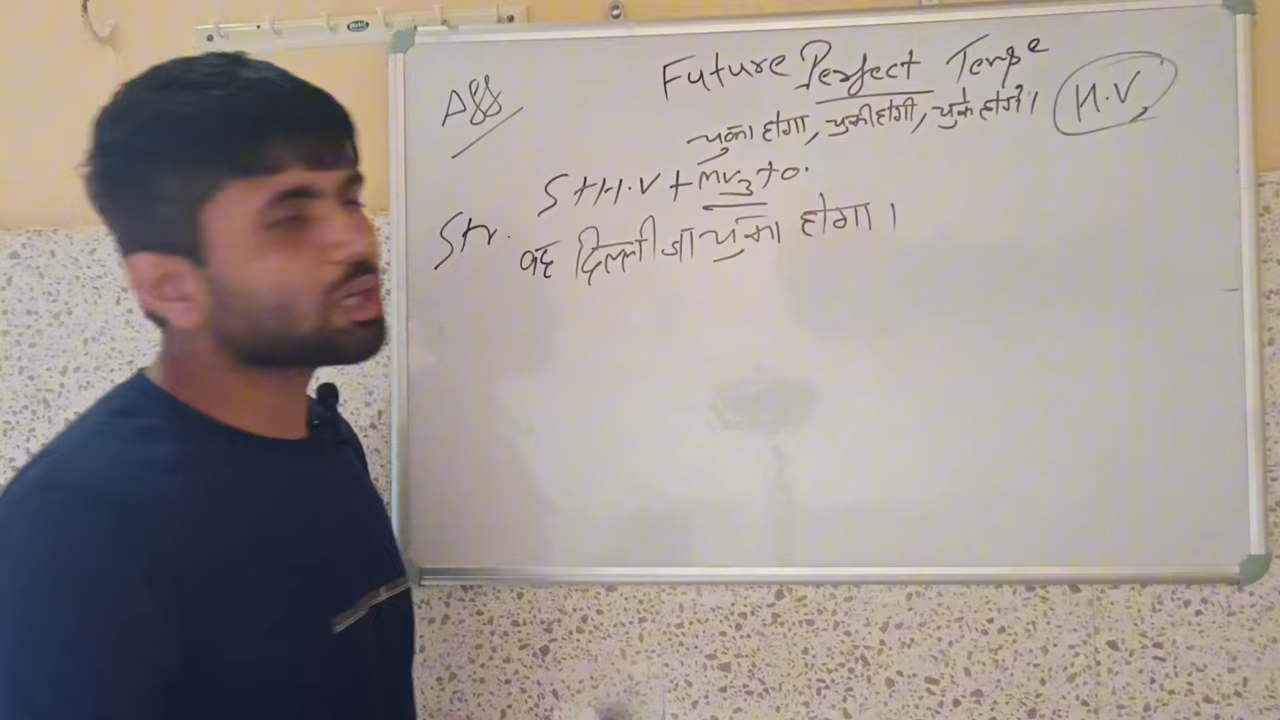 Future Perfect Tense
Aff
चुका होगा, चुकी होगी, चुके होंगे।
H.V
S+H.V+MV3+O.
Str.
वह दिल्ली जा चुका होगा।